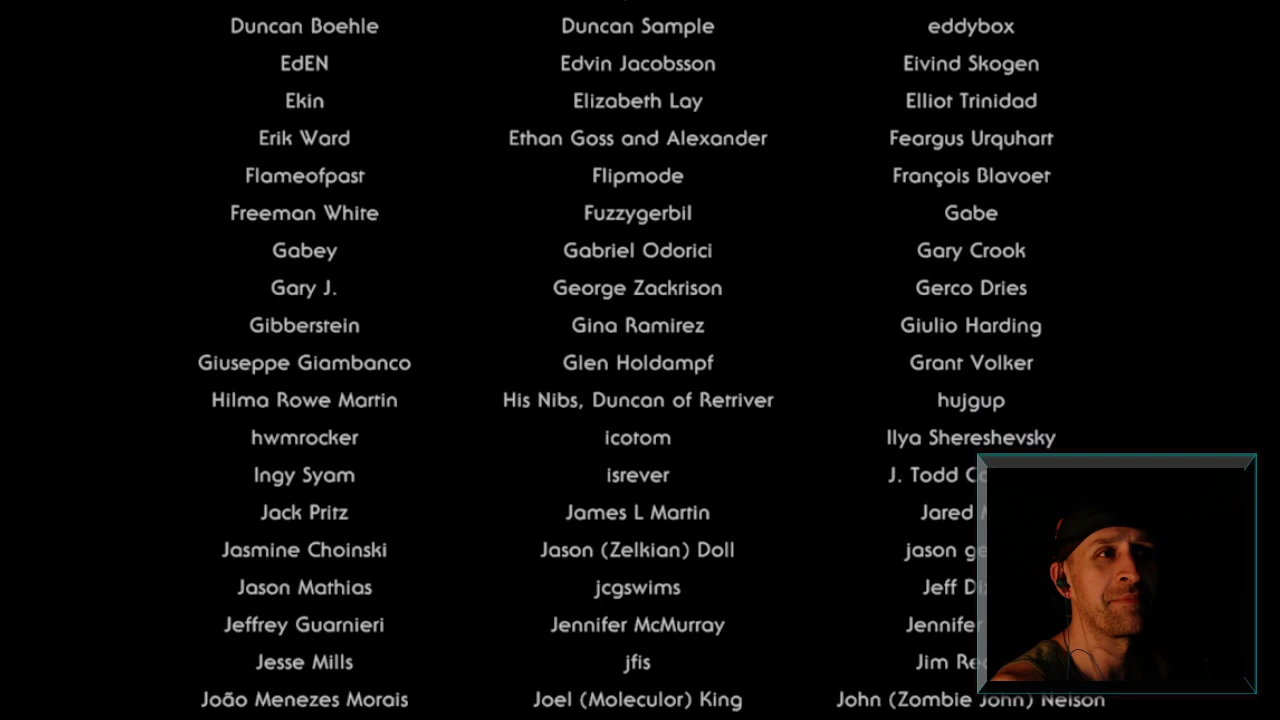 Duncan Boehle Duncan Sample eddybox
EdEN Edvin Jacobsson Eivind Skogen
Ekin Elizabeth Lay Elliot Trinidad
Erik Ward Ethan Goss and Alexander Feargus Urquhart
Flameofpast Flipmode François Blavoet
Freeman White Fuzzygerbil Gabe
Gabey Gabriel Odorici Gary Crook
Gary J. George Zackrison Gerco Dries
Gibberstein Gina Ramirez Giulio Harding
Giuseppe Giambanco Glen Holdampf Grant Volker
Hilma Rowe Martin His Nibs, Duncan of Retriver hujgup
hwmrocker icotom Ilya Shereshevsky
Ingy Syam isrever J. Todd
Jack Pritz James L Martin Jared
Jasmine Choinski Jason (Zelkian) Doll jason
Jason Mathias jcgswims Jeff
Jeffrey Guarnieri Jennifer McMurray Jennifer
Jesse Mills jfis Jim
João Menezes Morais Joel (Moleculor) King John (Zombie John) Nelson